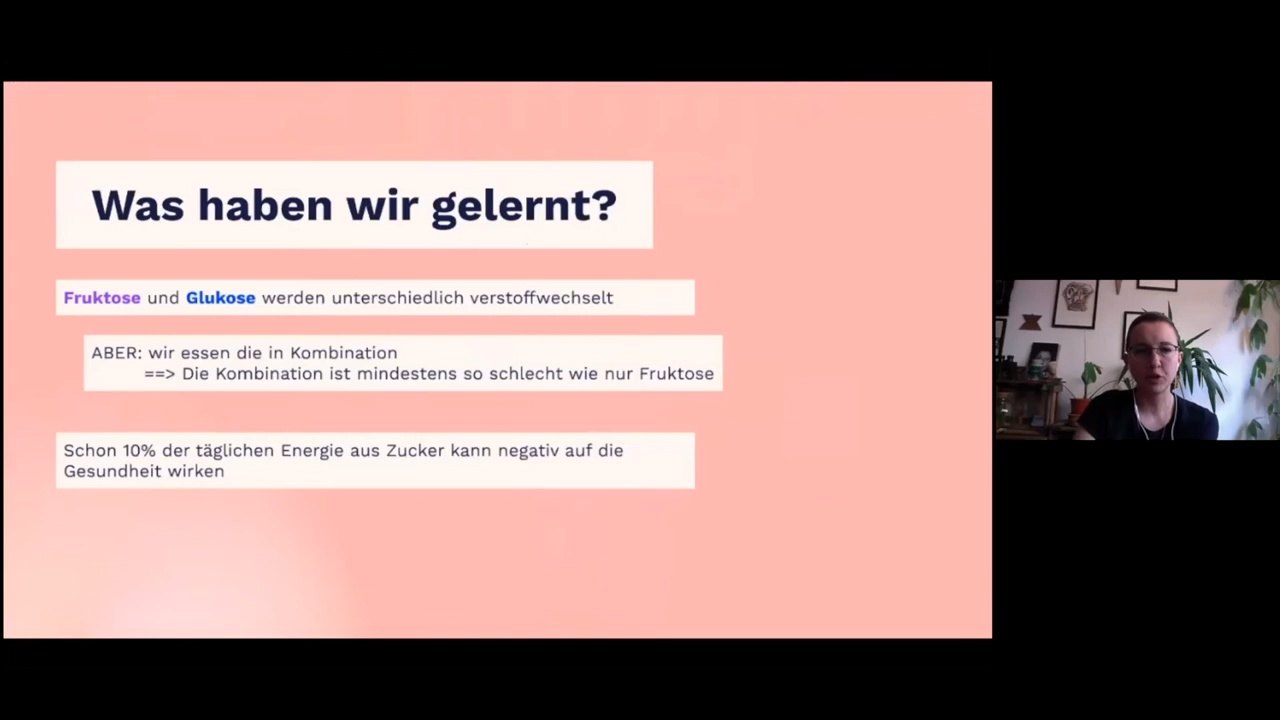 Was haben wir gelernt?
Fruktose und Glukose werden unterschiedlich verstoffwechselt
ABER: wir essen die in Kombination
==> Die Kombination ist mindestens so schlecht wie nur Fruktose
Schon 10% der täglichen Energie aus Zucker kann negativ auf die
Gesundheit wirken